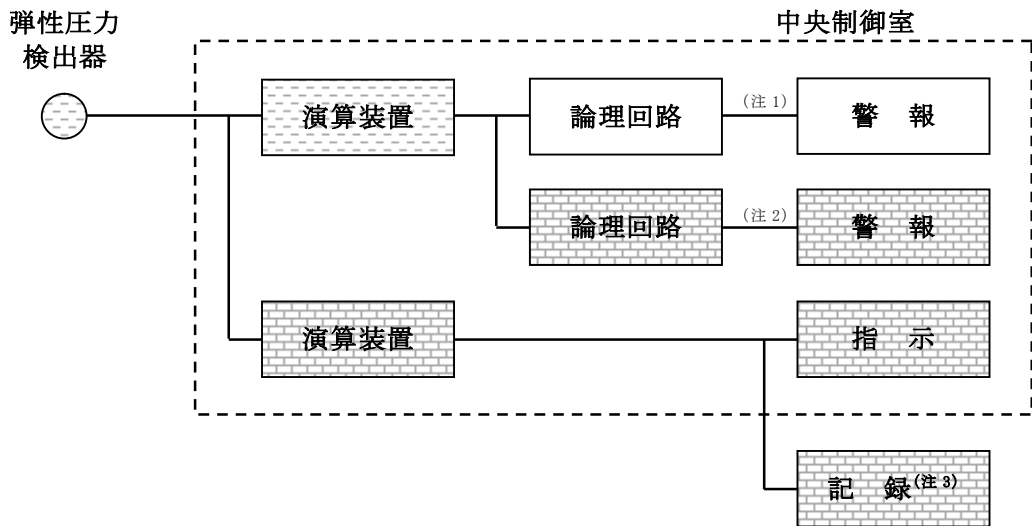 弾性圧力
検出器
中央制御室
演算装置
論理回路
(注 1)
警 報
論理回路
(注 2)
警 報
演算装置
指 示
記 録(注 3)